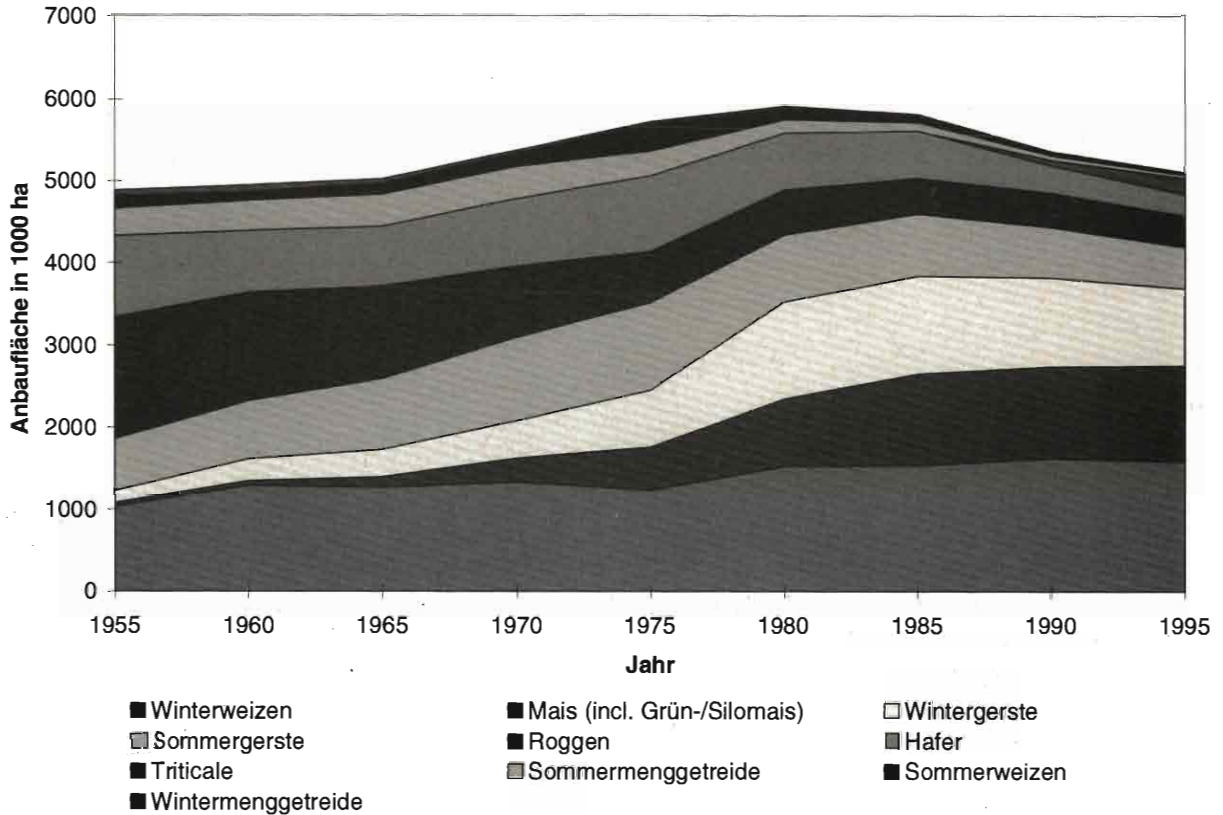 7000
6000
5000
4000
3000
2000
1000
0
Anbaufläche in 1000 ha
1955 1960 1965 1970 1975 1980 1985 1990 1995
Jahr
Winterweizen Mais (incl. Grün-/Silomais) Wintergerste
Sommergerste Roggen Hafer
Triticale Sommermenggetreide Sommerweizen
Wintermenggetreide